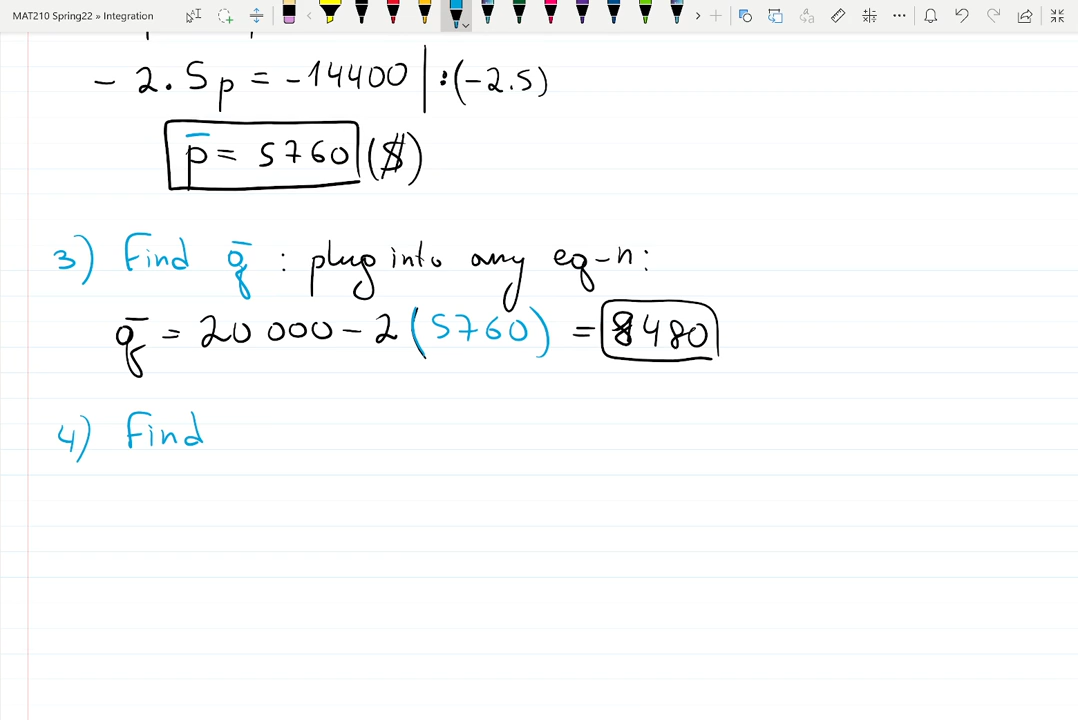 MAT210 Spring22 » Integration
- 2.5p = -14400 | :(-2.5)
p̄ = 5760 ($)
3) Find q̄ : plug into any eq-n:
q̄ = 20 000 - 2 (5760) = 8480
4) Find